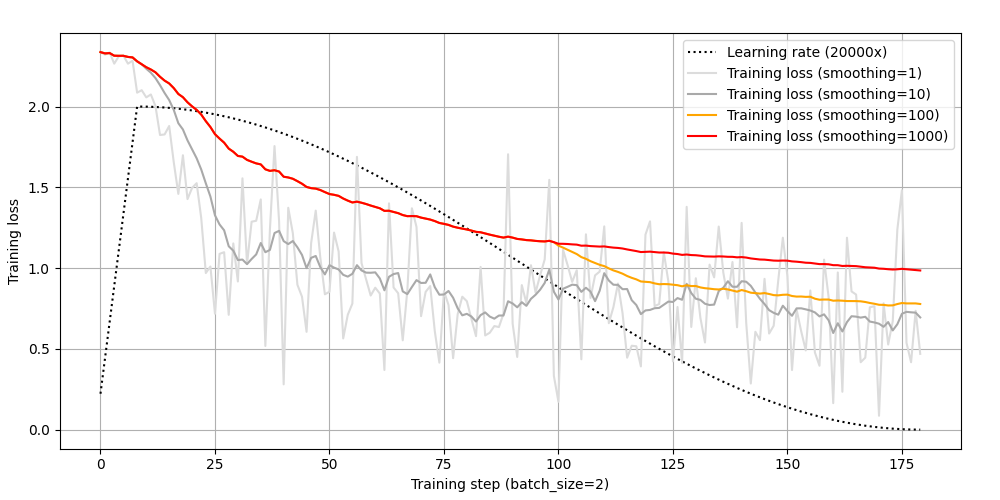 Learning rate (20000x)
Training loss (smoothing=1)
Training loss (smoothing=10)
Training loss (smoothing=100)
Training loss (smoothing=1000)
Training loss
2.0
1.5
1.0
0.5
0.0
0 25 50 75 100 125 150 175
Training step (batch_size=2)